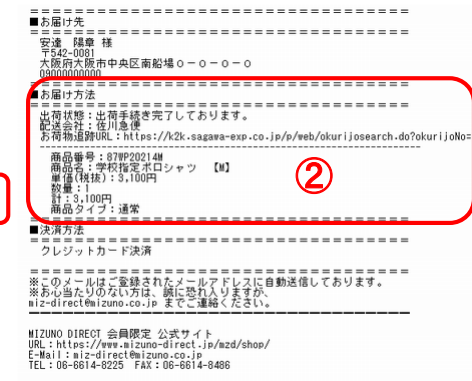 ＝＝＝＝＝＝＝＝＝＝＝＝＝＝＝＝＝＝＝＝＝＝＝＝＝＝＝＝＝＝
■お届け先
＝＝＝＝＝＝＝＝＝＝＝＝＝＝＝＝＝＝＝＝＝＝＝＝＝＝＝＝＝＝
安達 陽章 様
〒542-0081
大阪府大阪市中央区南船場０－０－０－０
09000000000
＝＝＝＝＝＝＝＝＝＝＝＝＝＝＝＝＝＝＝＝＝＝＝＝＝＝＝＝＝＝
■お届け方法
＝＝＝＝＝＝＝＝＝＝＝＝＝＝＝＝＝＝＝＝＝＝＝＝＝＝＝＝＝＝
出荷状態：出荷手続き完了しております。
配送会社：佐川急便
お荷物追跡URL：https://k2k.sagawa-exp.co.jp/p/web/okurijosearch.do?okurijoNo=
------------------------------------------------------------
商品番号：87WP20214M
商品名：学校指定ポロシャツ 【M】
単価(税抜)：3,100円
数量：1
計：3,100円
商品タイプ：通常
②
＝＝＝＝＝＝＝＝＝＝＝＝＝＝＝＝＝＝＝＝＝＝＝＝＝＝＝＝＝＝
■決済方法
＝＝＝＝＝＝＝＝＝＝＝＝＝＝＝＝＝＝＝＝＝＝＝＝＝＝＝＝＝＝
クレジットカード決済
＝＝＝＝＝＝＝＝＝＝＝＝＝＝＝＝＝＝＝＝＝＝＝＝＝＝＝＝＝＝
※このメールはご登録されたメールアドレスに自動送信しております。
※お心当たりのない方は、誠に恐れ入りますが、
miz-direct@mizuno.co.jp までご連絡ください。
━━━━━━━━━━━━━━━━━━━━━━━━━━━━━━
MIZUNO DIRECT 会員限定 公式サイト
URL：https://www.mizuno-direct.jp/mzd/shop/
E-Mail：miz-direct@mizuno.co.jp
TEL：06-6614-8225 FAX：06-6614-8486